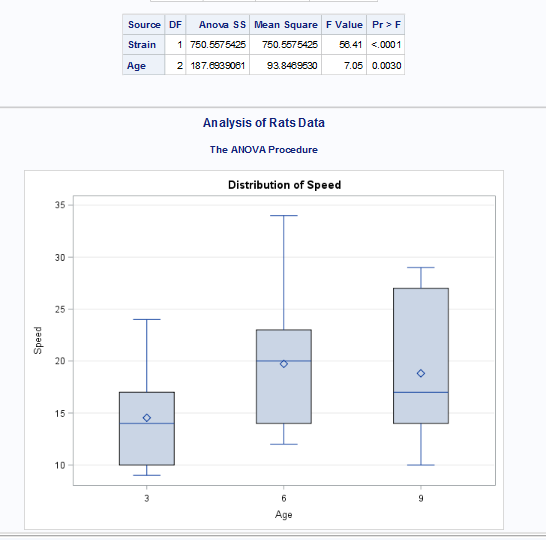 Source DF Anova SS Mean Square F Value Pr > F
Strain 1 750.5575425 750.5575425 56.41 <.0001
Age 2 187.6939061 93.8469530 7.05 0.0030
Analysis of Rats Data
The ANOVA Procedure
Distribution of Speed
35
30
25
20
15
10
Speed
3 6 9
Age